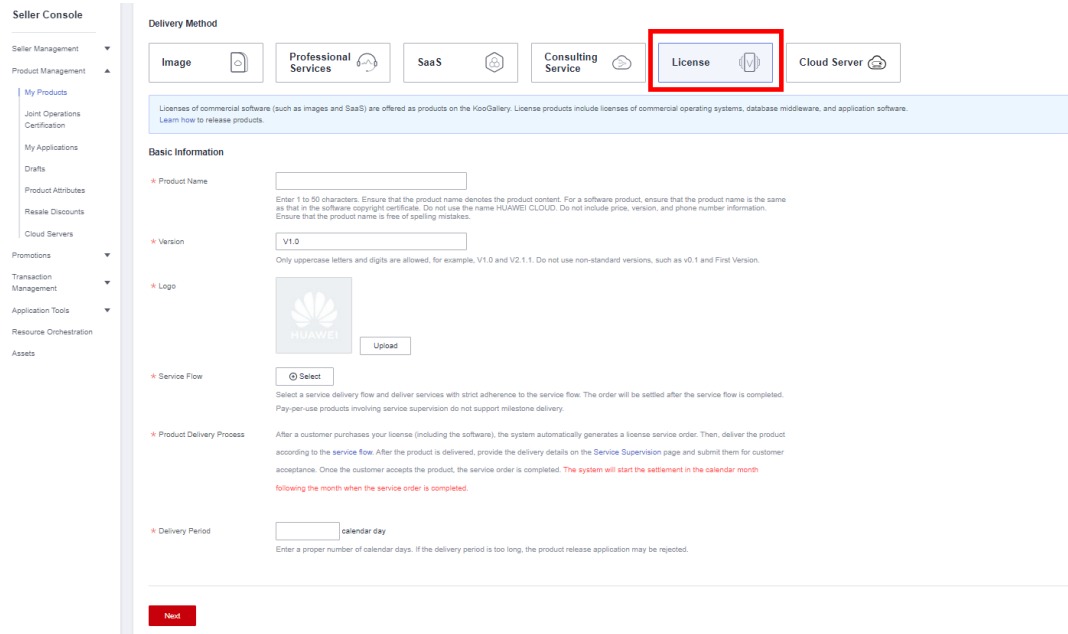 Seller Console
Seller Management
Product Management
My Products
Joint Operations
Certification
My Applications
Drafts
Product Attributes
Resale Discounts
Cloud Servers
Promotions
Transaction
Management
Application Tools
Resource Orchestration
Assets
Delivery Method
Image
Professional
Services
SaaS
Consulting
Service
License
Cloud Server
Licenses of commercial software (such as images and SaaS) are offered as products on the KooGallery. License products include licenses of commercial operating systems, database middleware, and application software.
Learn how to release products.
Basic Information
* Product Name
Enter 1 to 50 characters. Ensure that the product name denotes the product content. For a software product, ensure that the product name is the same
as that in the software copyright certificate. Do not use the name HUAWEI CLOUD. Do not include price, version, and phone number information.
Ensure that the product name is free of spelling mistakes.
* Version
V1.0
Only uppercase letters and digits are allowed, for example, V1.0 and V2.1.1. Do not use non-standard versions, such as v0.1 and First Version.
* Logo
HUAWEI
Upload
* Service Flow
Select
Select a service delivery flow and deliver services with strict adherence to the service flow. The order will be settled after the service flow is completed.
Pay-per-use products involving service supervision do not support milestone delivery.
* Product Delivery Process
After a customer purchases your license (including the software), the system automatically generates a license service order. Then, deliver the product
according to the service flow. After the product is delivered, provide the delivery details on the Service Supervision page and submit them for customer
acceptance. Once the customer accepts the product, the service order is completed. The system will start the settlement in the calendar month
following the month when the service order is completed.
* Delivery Period
calendar day
Enter a proper number of calendar days. If the delivery period is too long, the product release application may be rejected.
Next